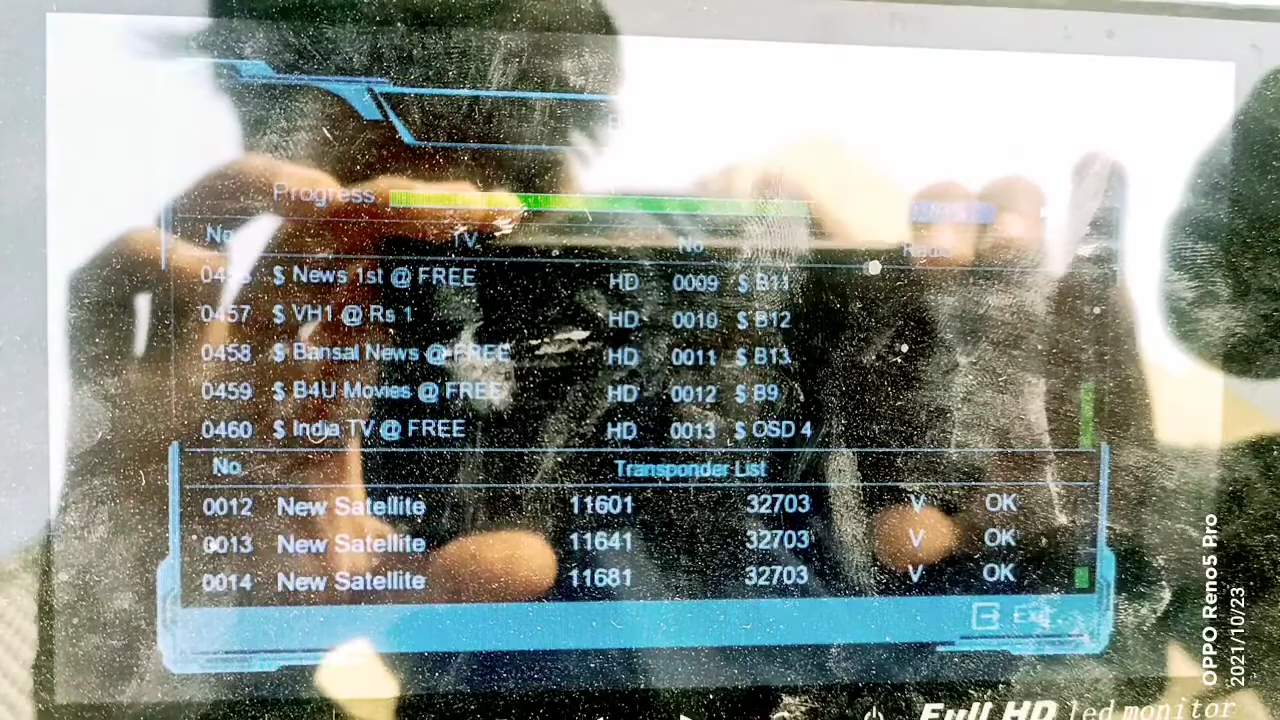 Progress
No. TV. No. Radio
$ News 1st @ FREE HD 0009 $ B11
0457 $ VH1 @ Rs 1 HD 0010 $ B12
0458 $ Bansal News @ FREE HD 0011 $ B13
0459 $ B4U Movies @ FREE HD 0012 $ B9
0460 $ India TV @ FREE HD 0013 $ OSD 4
No. Transponder List
0012 New Satellite 11601 32703 V OK
0013 New Satellite 11641 32703 V OK
0014 New Satellite 11681 32703 V OK
Full HD led monitor
OPPO Reno5 Pro
2021/10/23